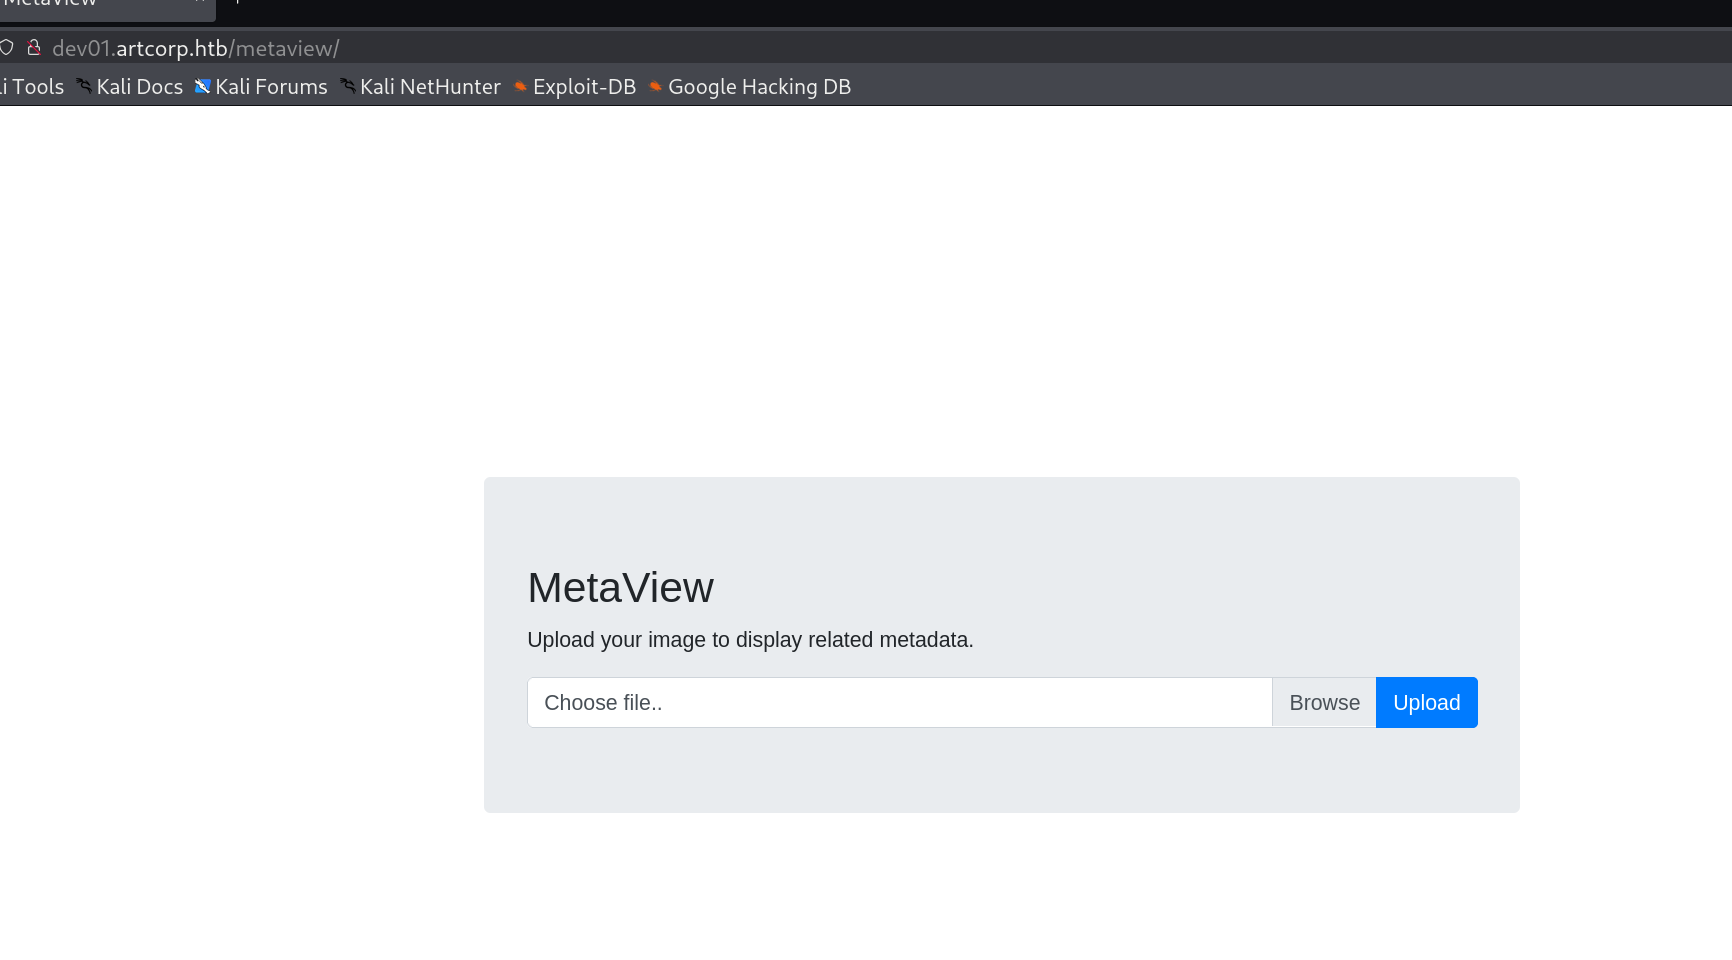 MetaView
dev01.artcorp.htb/metaview/
li Tools Kali Docs Kali Forums Kali NetHunter Exploit-DB Google Hacking DB
MetaView
Upload your image to display related metadata.
Choose file.. Browse Upload